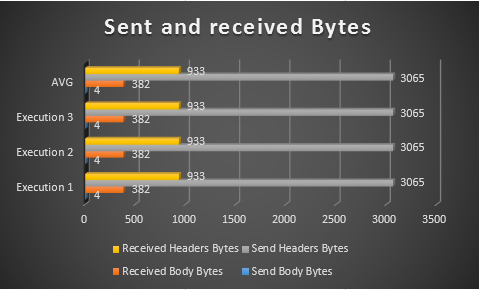 Sent and received Bytes
933
AVG 3065
382
4
933
Execution 3 3065
382
4
933
Execution 2 3065
382
4
933
Execution 1 3065
382
4
0 500 1000 1500 2000 2500 3000 3500
Received Headers Bytes Send Headers Bytes
Received Body Bytes Send Body Bytes